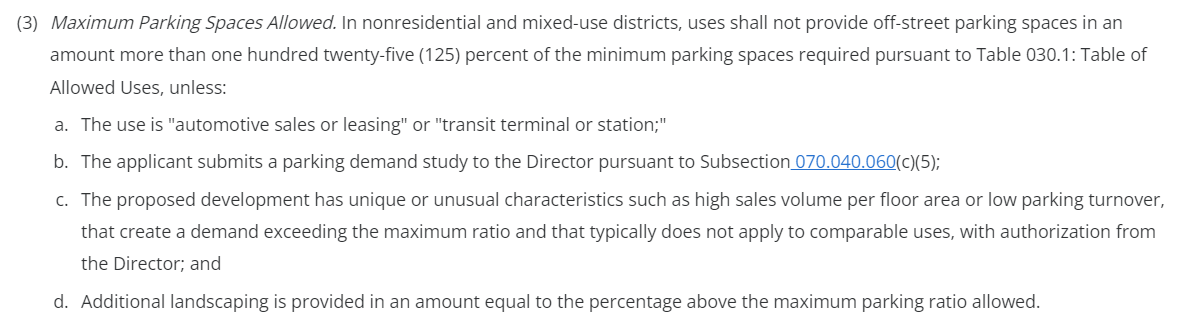 (3) Maximum Parking Spaces Allowed. In nonresidential and mixed-use districts, uses shall not provide off-street parking spaces in an
amount more than one hundred twenty-five (125) percent of the minimum parking spaces required pursuant to Table 030.1: Table of
Allowed Uses, unless:
a. The use is "automotive sales or leasing" or "transit terminal or station;"
b. The applicant submits a parking demand study to the Director pursuant to Subsection 070.040.060(c)(5);
c. The proposed development has unique or unusual characteristics such as high sales volume per floor area or low parking turnover,
that create a demand exceeding the maximum ratio and that typically does not apply to comparable uses, with authorization from
the Director; and
d. Additional landscaping is provided in an amount equal to the percentage above the maximum parking ratio allowed.